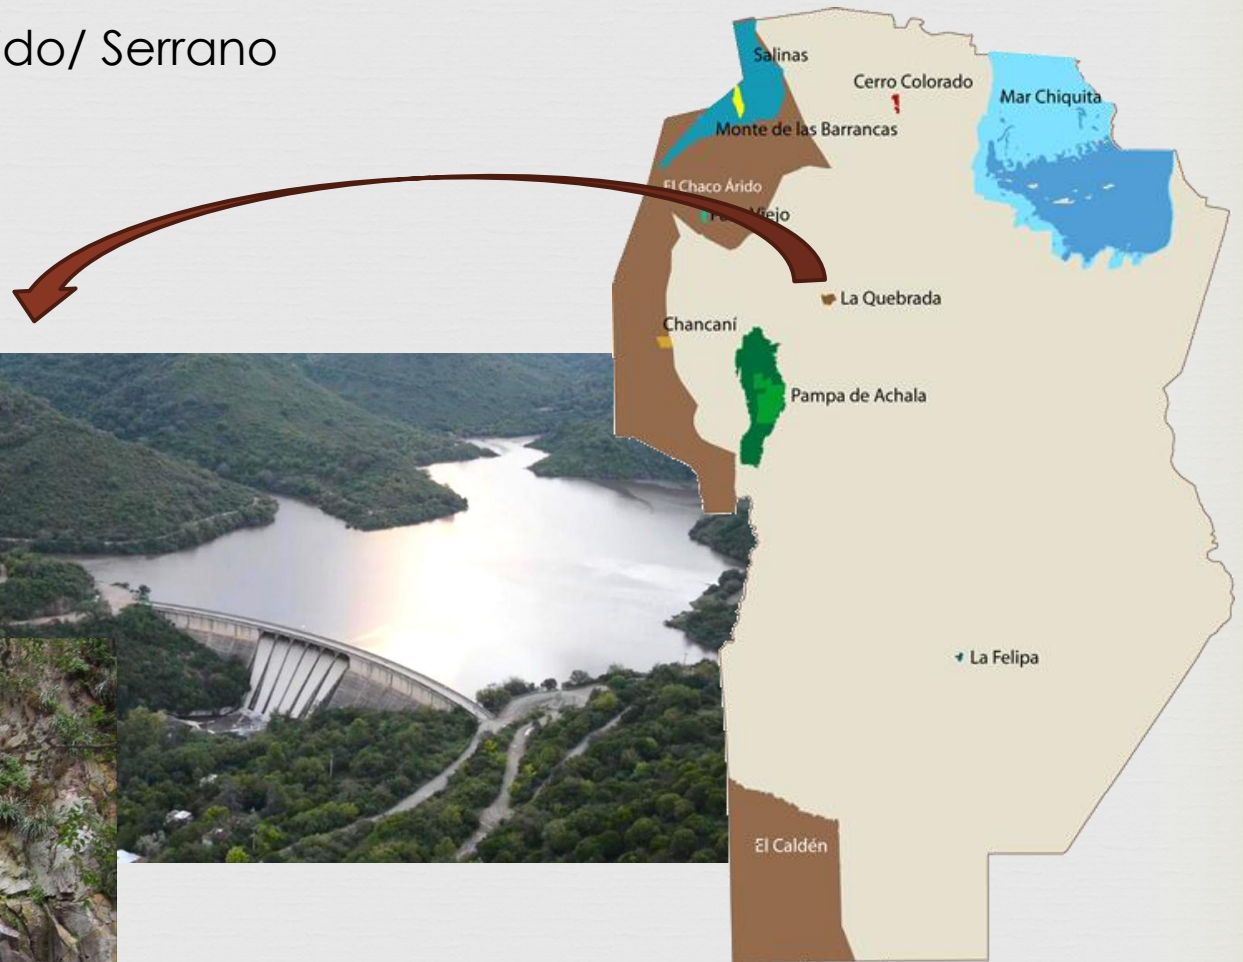 do/ Serrano
Salinas
Cerro Colorado
Mar Chiquita
Monte de las Barrancas
El Chaco Árido
Viejo
La Quebrada
Chancaní
Pampa de Achala
La Felipa
El Caldén